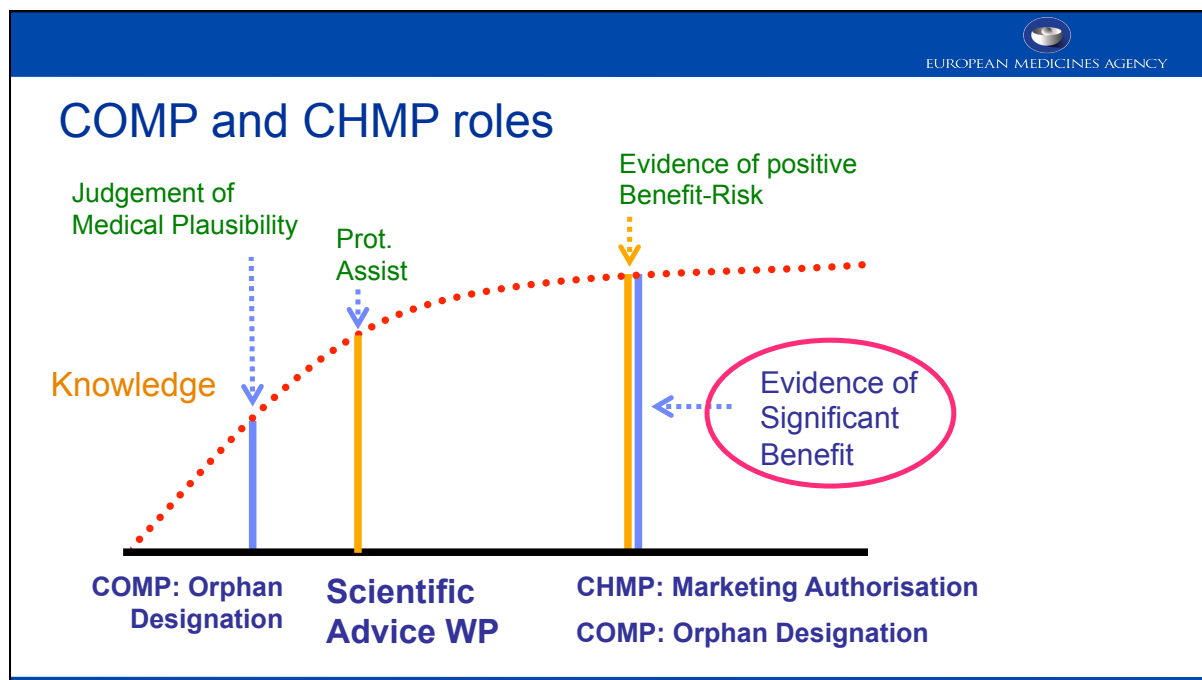 EUROPEAN MEDICINES AGENCY
COMP and CHMP roles
Judgement of
Medical Plausibility
Prot.
Assist
Evidence of positive
Benefit-Risk
Knowledge
Evidence of
Significant
Benefit
COMP: Orphan
Designation
Scientific
Advice WP
CHMP: Marketing Authorisation
COMP: Orphan Designation